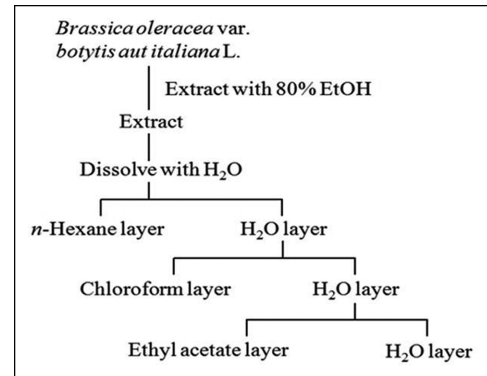 Brassica oleracea var.
botytis aut italiana L.
Extract with 80% EtOH
Extract
Dissolve with H₂O
n-Hexane layer
H₂O layer
Chloroform layer
H₂O layer
Ethyl acetate layer
H₂O layer